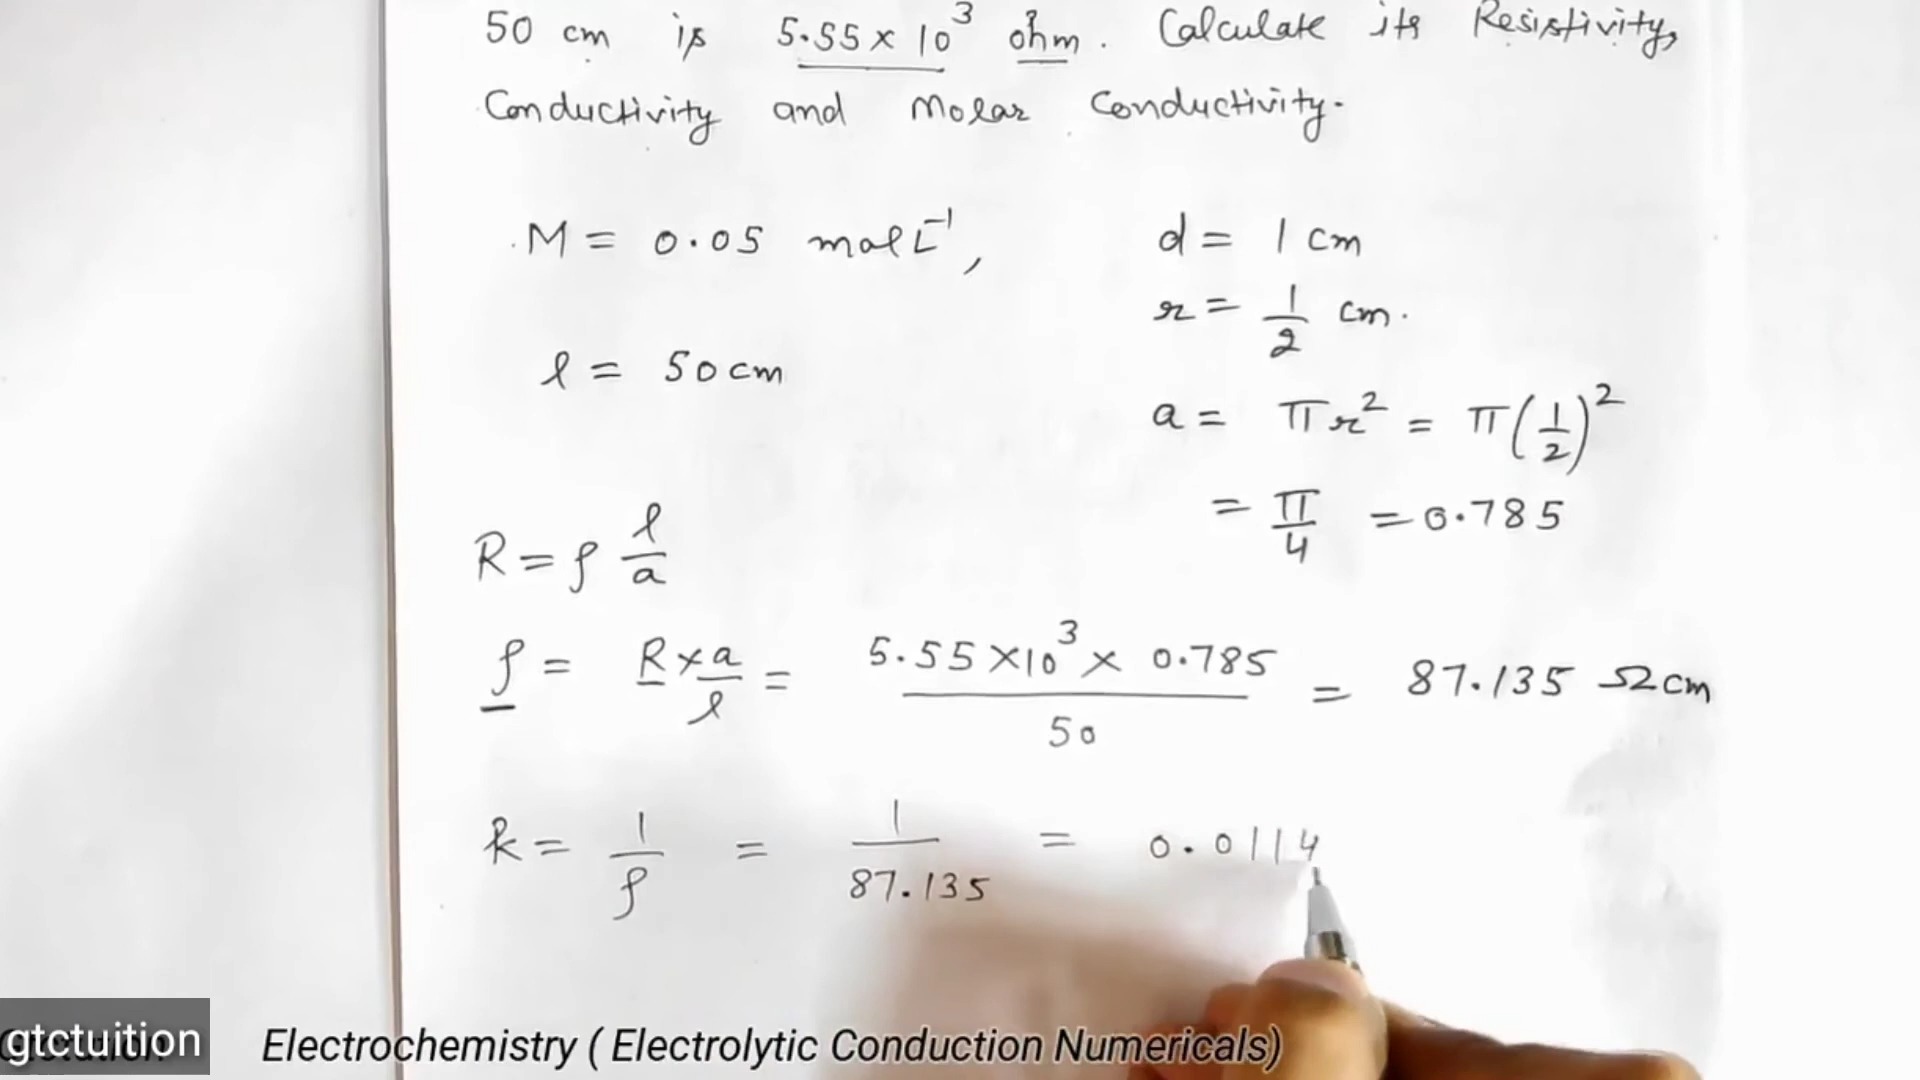 50 cm is 5.55 × 10³ ohm. Calculate its Resistivity,
Conductivity and Molar Conductivity.
M = 0.05 mol L⁻¹,
d = 1 cm
r = 1/2 cm.
l = 50 cm
a = πr² = π(1/2)²
= π/4 = 0.785
R = ρ l/a
ρ = R×a/l = 5.55×10³ × 0.785/50 = 87.135 Ωcm
k = 1/ρ = 1/87.135 = 0.0114
gtctuition
Electrochemistry ( Electrolytic Conduction Numericals)